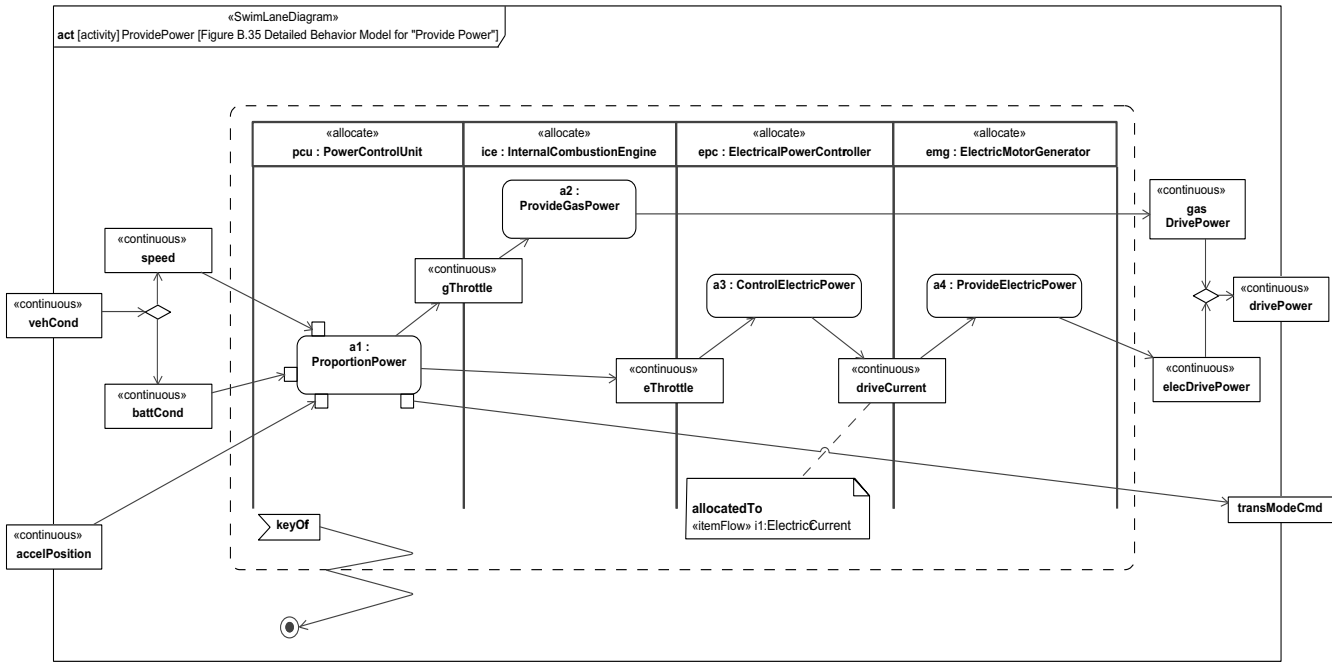 «SwimLaneDiagram»
act [activity] ProvidePower [Figure B.35 Detailed Behavior Model for "Provide Power"]
«allocate»
pcu : PowerControlUnit
«allocate»
ice : InternalCombustionEngine
«allocate»
epc : ElectricalPowerController
«allocate»
emg : ElectricMotorGenerator
a2 :
ProvideGasPower
«continuous»
gas
DrivePower
«continuous»
speed
«continuous»
gThrottle
a3 : ControlElectricPower
a4 : ProvideElectricPower
«continuous»
vehCond
«continuous»
drivePower
a1 :
ProportionPower
«continuous»
eThrottle
«continuous»
driveCurrent
«continuous»
elecDrivePower
«continuous»
battCond
allocatedTo
«itemFlow» i1:ElectricCurrent
transModeCmd
keyOf
«continuous»
accelPosition